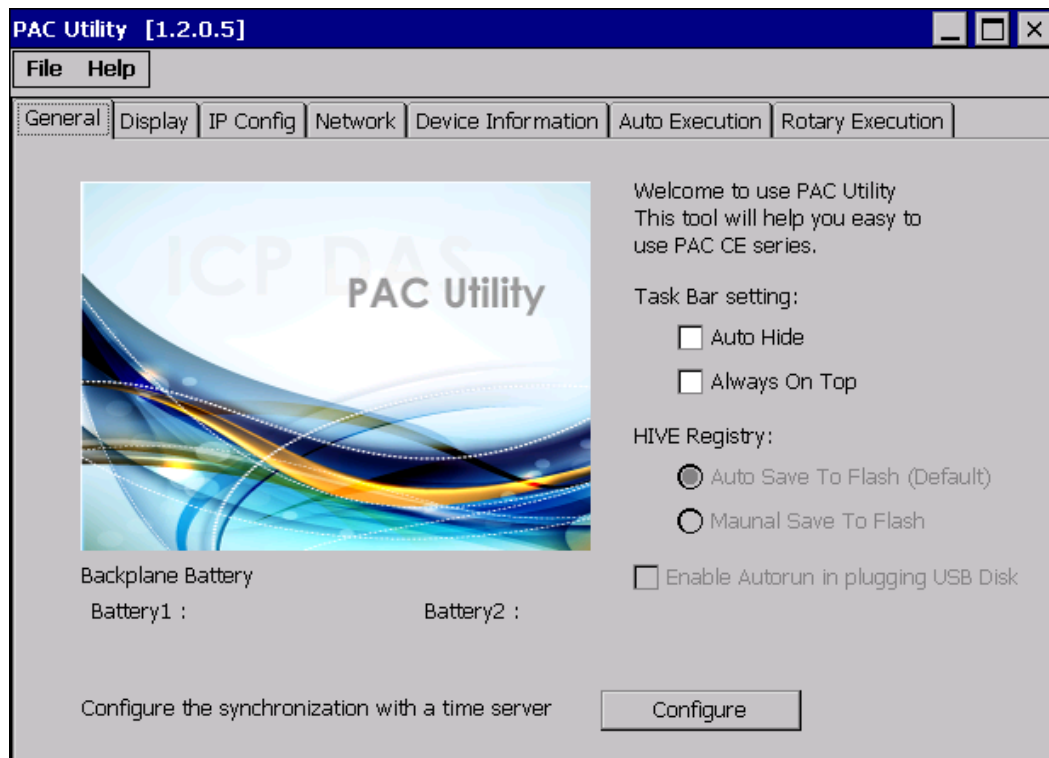 PAC Utility [1.2.0.5]
File Help
General Display IP Config Network Device Information Auto Execution Rotary Execution
ICP DAS
PAC Utility
Welcome to use PAC Utility
This tool will help you easy to
use PAC CE series.
Task Bar setting:
Auto Hide
Always On Top
HIVE Registry:
Auto Save To Flash (Default)
Maunal Save To Flash
Enable Autorun in plugging USB Disk
Backplane Battery
Battery1 : Battery2 :
Configure the synchronization with a time server Configure